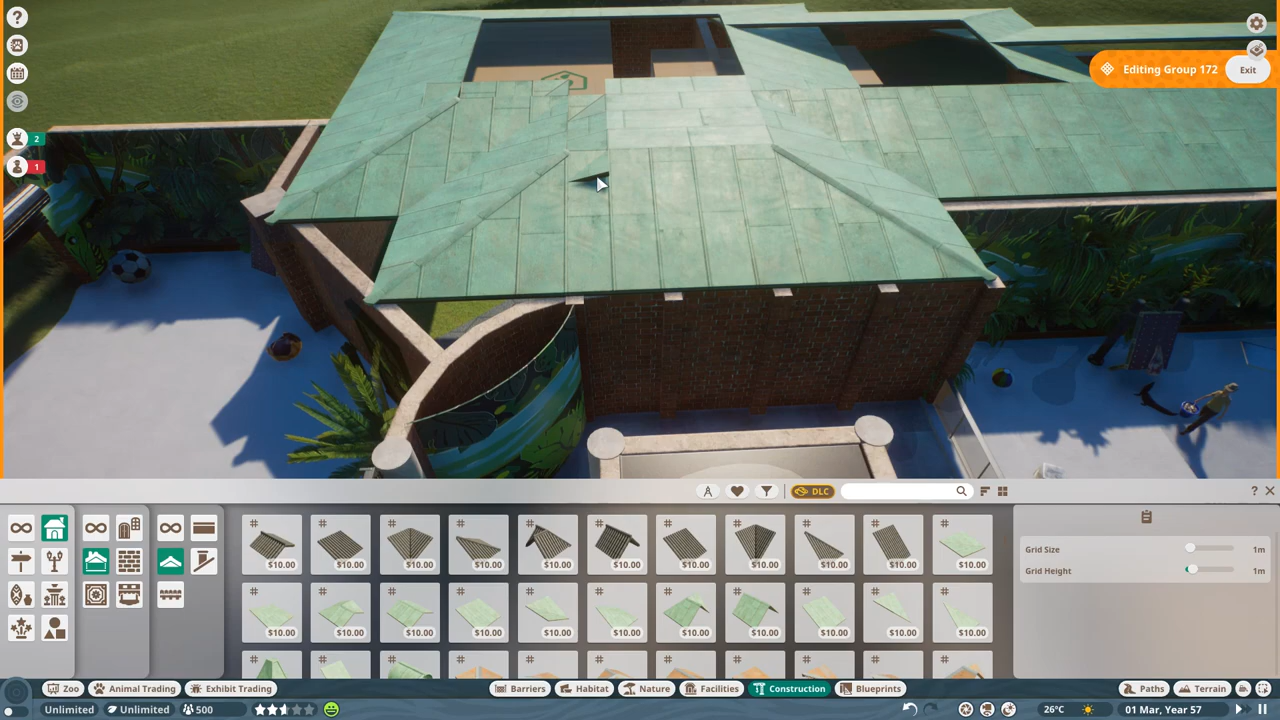 ?
Editing Group 172
Exit
2
1
DLC
?
$10.00 $10.00 $10.00 $10.00 $10.00 $10.00 $10.00 $10.00 $10.00 $10.00 $10.00
Grid Size 1m
Grid Height 1m
$10.00 $10.00 $10.00 $10.00 $10.00 $10.00 $10.00 $10.00 $10.00 $10.00 $10.00
Zoo Animal Trading Exhibit Trading Barriers Habitat Nature Facilities Construction Blueprints Paths Terrain
Unlimited Unlimited 500 26°C 01 Mar, Year 57